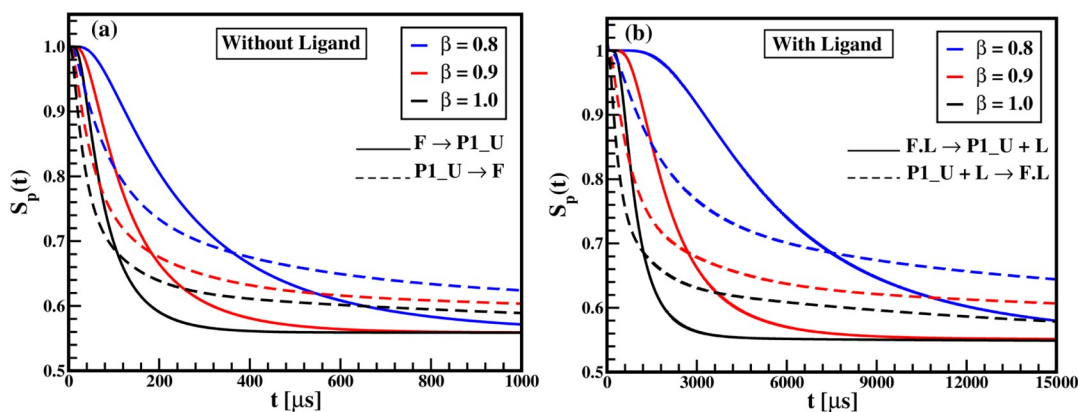 (a)
Without Ligand
β = 0.8
β = 0.9
β = 1.0
F → P1_U
P1_U → F
Sp(t)
1.0
0.9
0.8
0.7
0.6
0.5
0 200 400 600 800 1000
t [μs]
(b)
With Ligand
β = 0.8
β = 0.9
β = 1.0
F.L → P1_U + L
P1_U + L → F.L
Sp(t)
1
0.9
0.8
0.7
0.6
0.5
0 3000 6000 9000 12000 15000
t [μs]